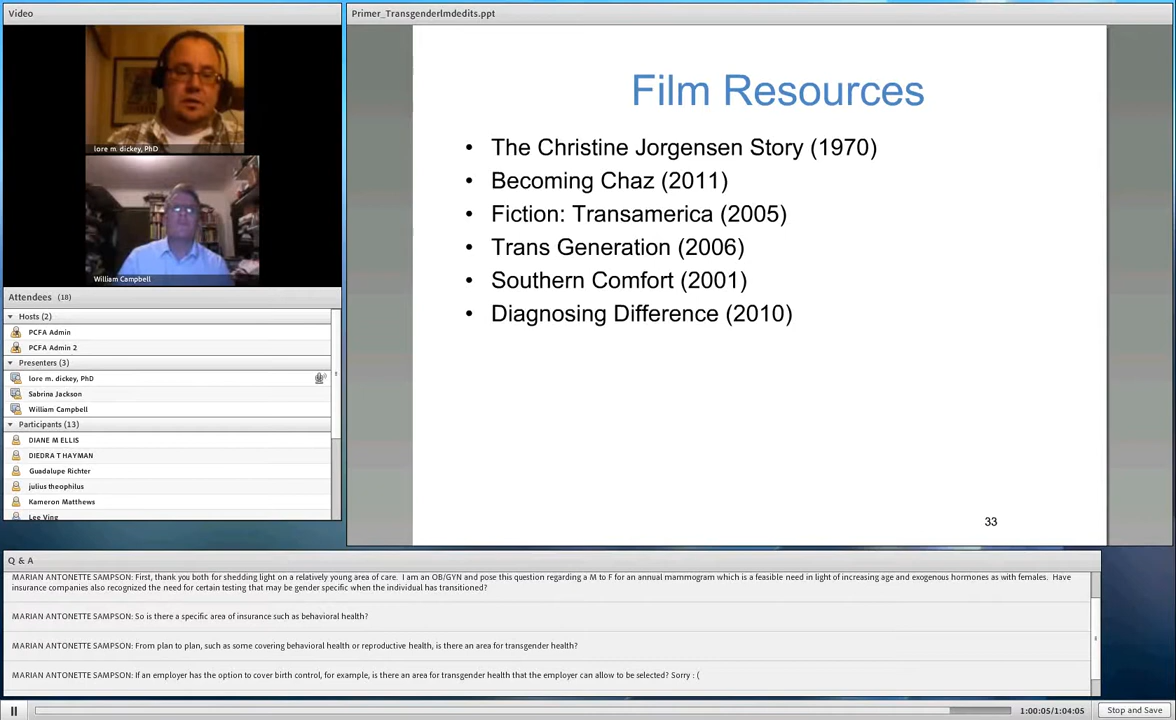 Video
lore m. dickey, PhD
William Campbell
Attendees (18)
Hosts (2)
PCFA Admin
PCFA Admin 2
Presenters (3)
lore m. dickey, PhD
Sabrina Jackson
William Campbell
Participants (13)
DIANE M ELLIS
DIEDRA T HAYMAN
Guadalupe Richter
julius theophilus
Kameron Matthews
Lee Ving
Primer_Transgenderlmdedits.ppt
Film Resources
• The Christine Jorgensen Story (1970)
• Becoming Chaz (2011)
• Fiction: Transamerica (2005)
• Trans Generation (2006)
• Southern Comfort (2001)
• Diagnosing Difference (2010)
33
Q & A
MARIAN ANTONETTE SAMPSON: First, thank you both for shedding light on a relatively young area of care. I am an OB/GYN and pose this question regarding a M to F for an annual mammogram which is a feasible need in light of increasing age and exogenous hormones as with females. Have
insurance companies also recognized the need for certain testing that may be gender specific when the individual has transitioned?
MARIAN ANTONETTE SAMPSON: So is there a specific area of insurance such as behavioral health?
MARIAN ANTONETTE SAMPSON: From plan to plan, such as some covering behavioral health or reproductive health, is there an area for transgender health?
MARIAN ANTONETTE SAMPSON: If an employer has the option to cover birth control, for example, is there an area for transgender health that the employer can allow to be selected? Sorry : (
1:00:05/1:04:05
Stop and Save